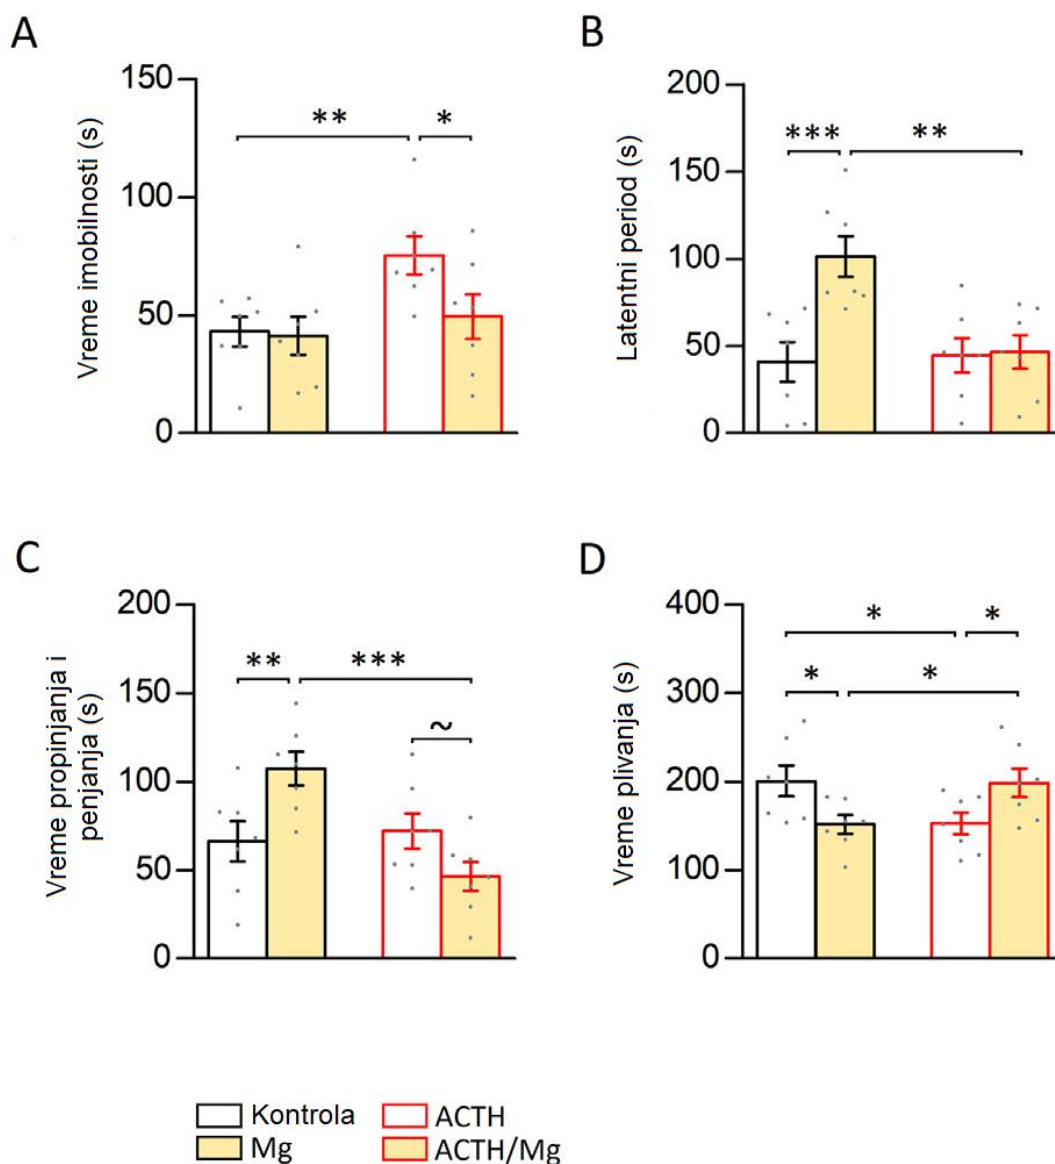 A
Vreme imobilnosti (s)
150
100
50
0
**
*
B
Latentni period (s)
200
150
100
50
0
***
**
C
Vreme propinjanja i
penjanja (s)
200
150
100
50
0
**
***
~
D
Vreme plivanja (s)
400
300
200
100
0
*
*
*
*
Kontrola
ACTH
Mg
ACTH/Mg